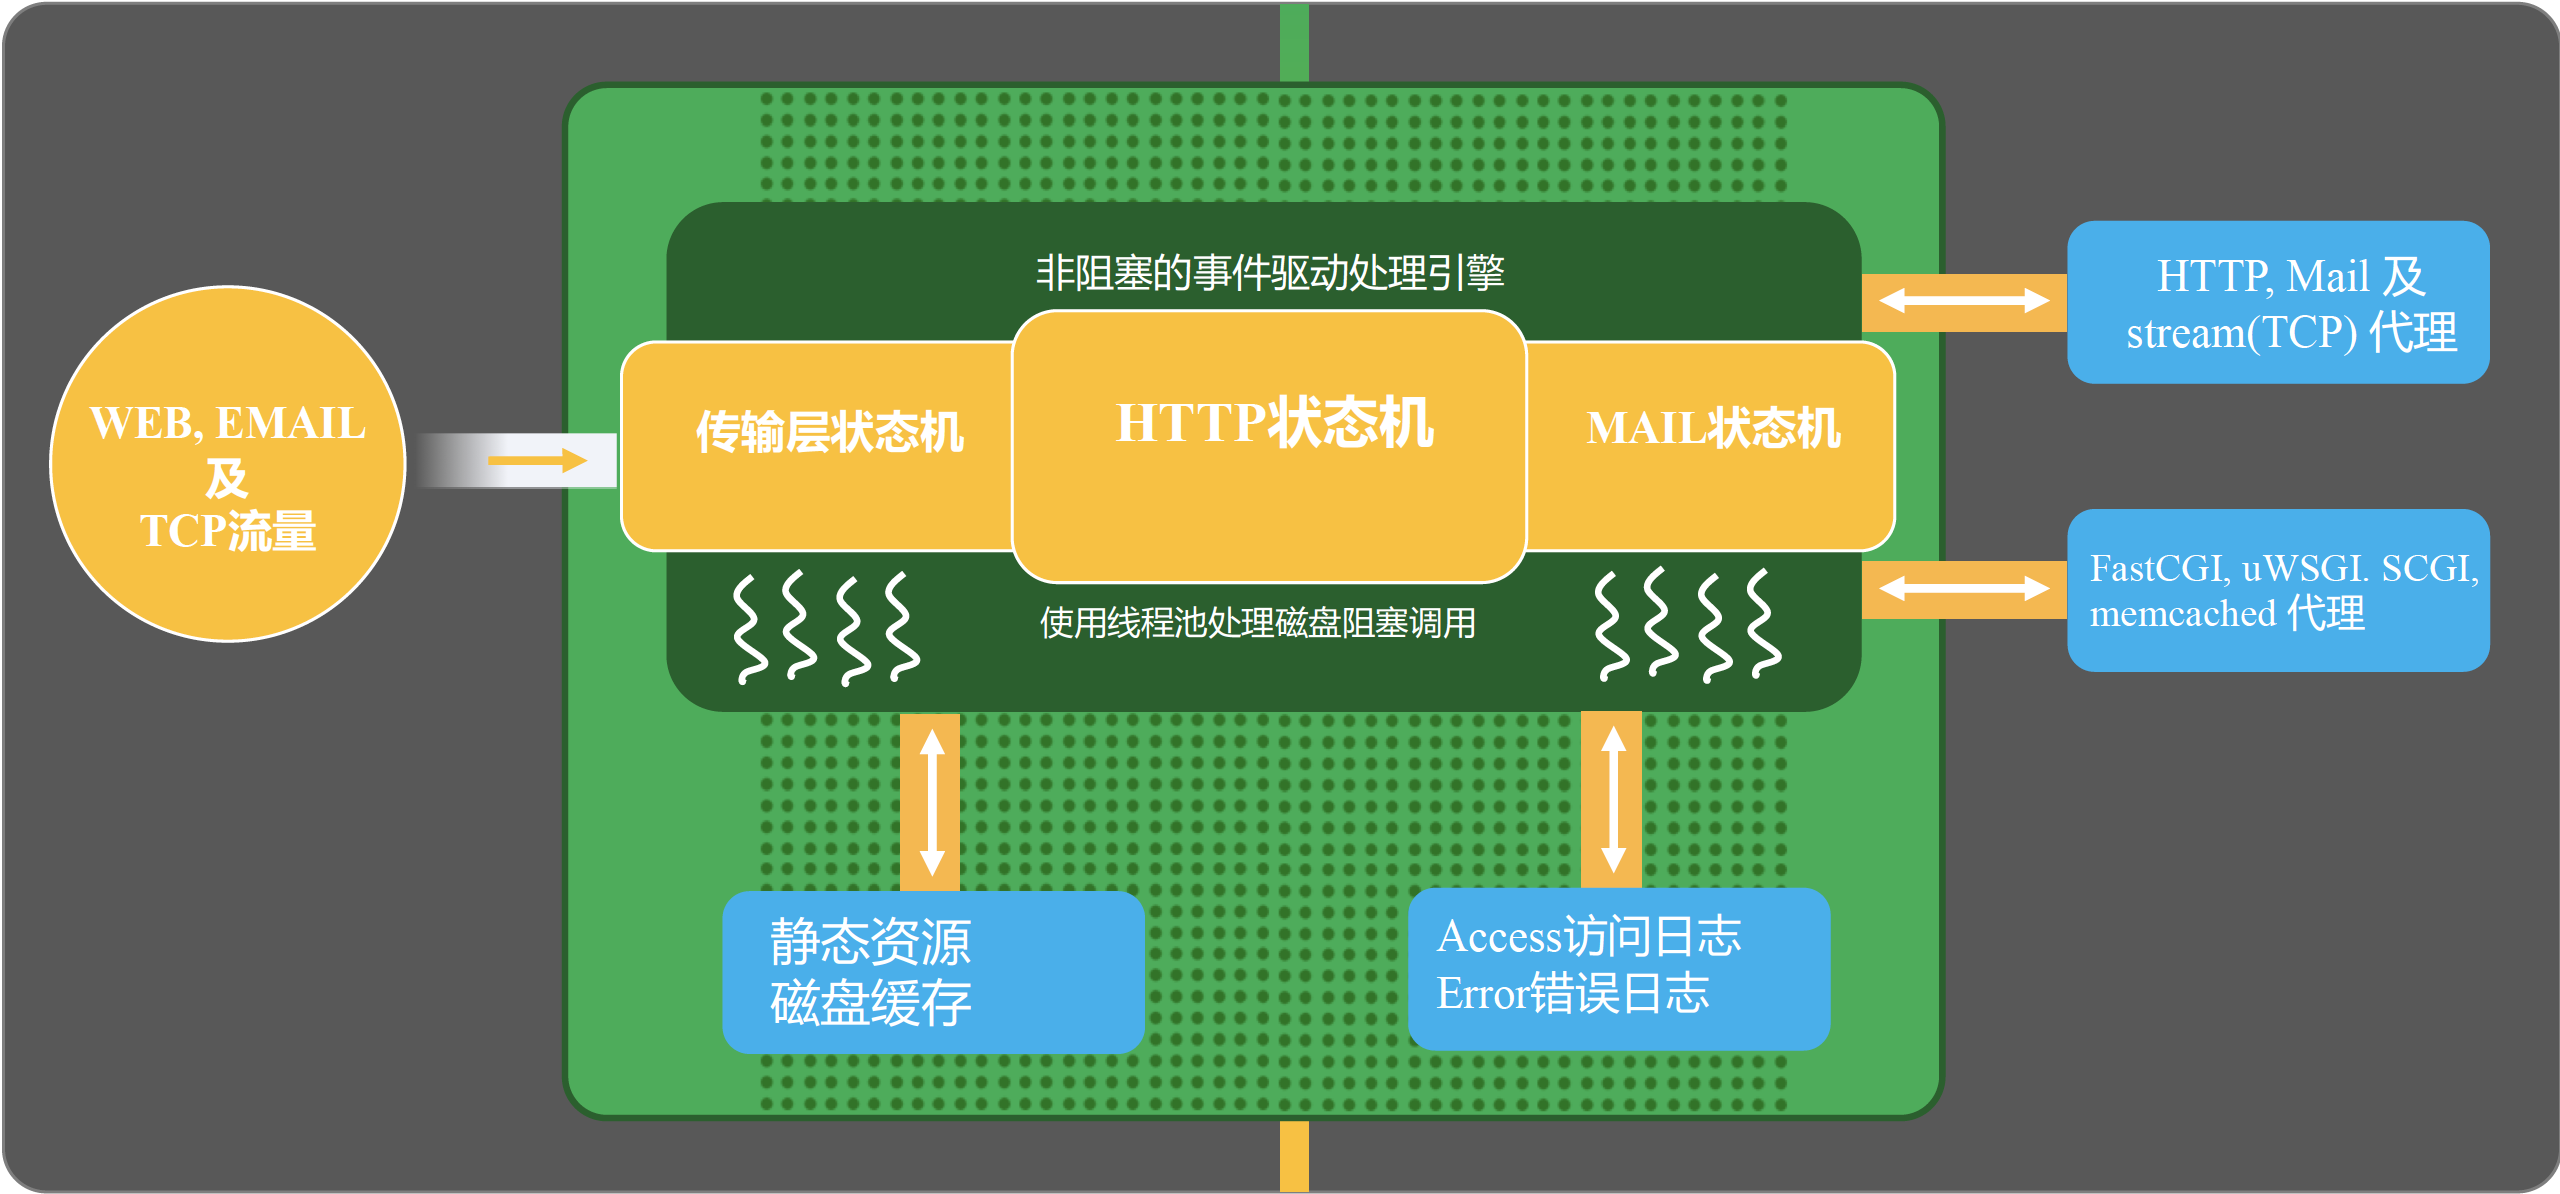 WEB, EMAIL
及
TCP流量
非阻塞的事件驱动处理引擎
传输层状态机
HTTP状态机
MAIL状态机
使用线程池处理磁盘阻塞调用
HTTP, Mail 及
stream(TCP) 代理
FastCGI, uWSGI. SCGI,
memcached 代理
静态资源
磁盘缓存
Access访问日志
Error错误日志